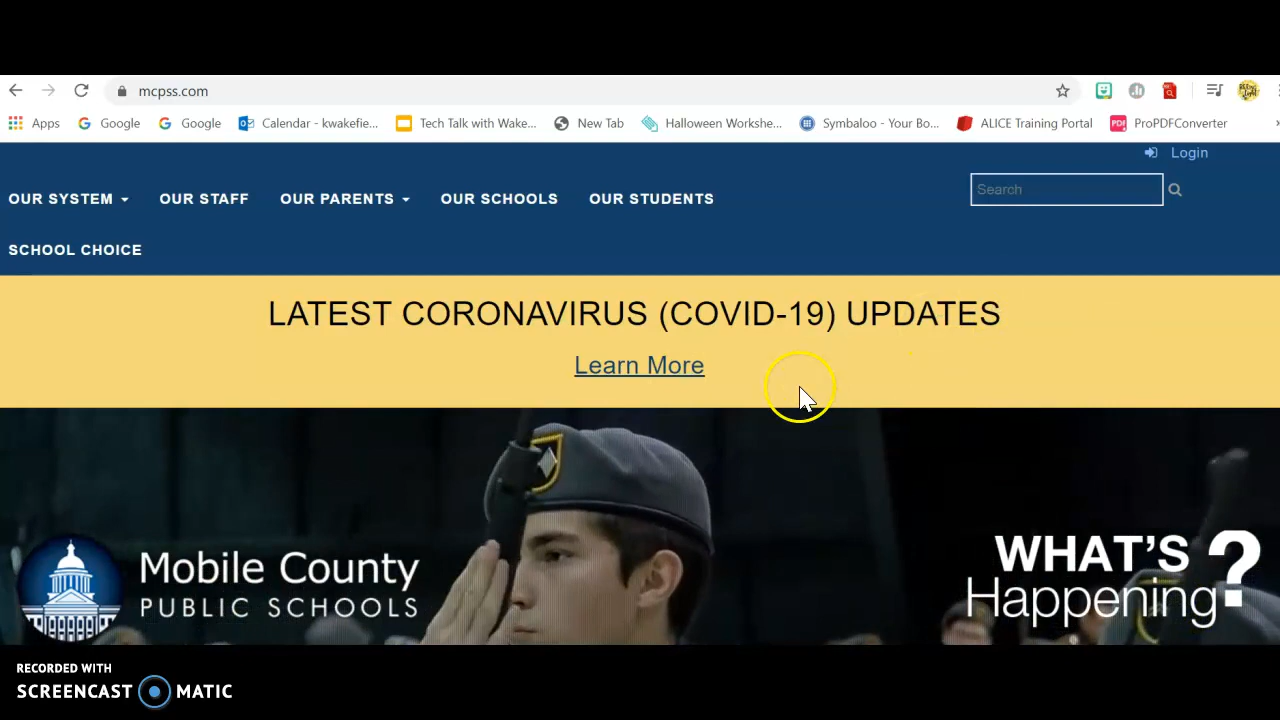 mcpss.com
Apps Google Google Calendar - kwakefie... Tech Talk with Wake... New Tab Halloween Workshe... Symbaloo - Your Bo... ALICE Training Portal PDF ProPDFConverter
Login
OUR SYSTEM OUR STAFF OUR PARENTS OUR SCHOOLS OUR STUDENTS
Search
SCHOOL CHOICE
LATEST CORONAVIRUS (COVID-19) UPDATES
Learn More
Mobile County
PUBLIC SCHOOLS
WHAT'S
Happening?
RECORDED WITH
SCREENCAST MATIC